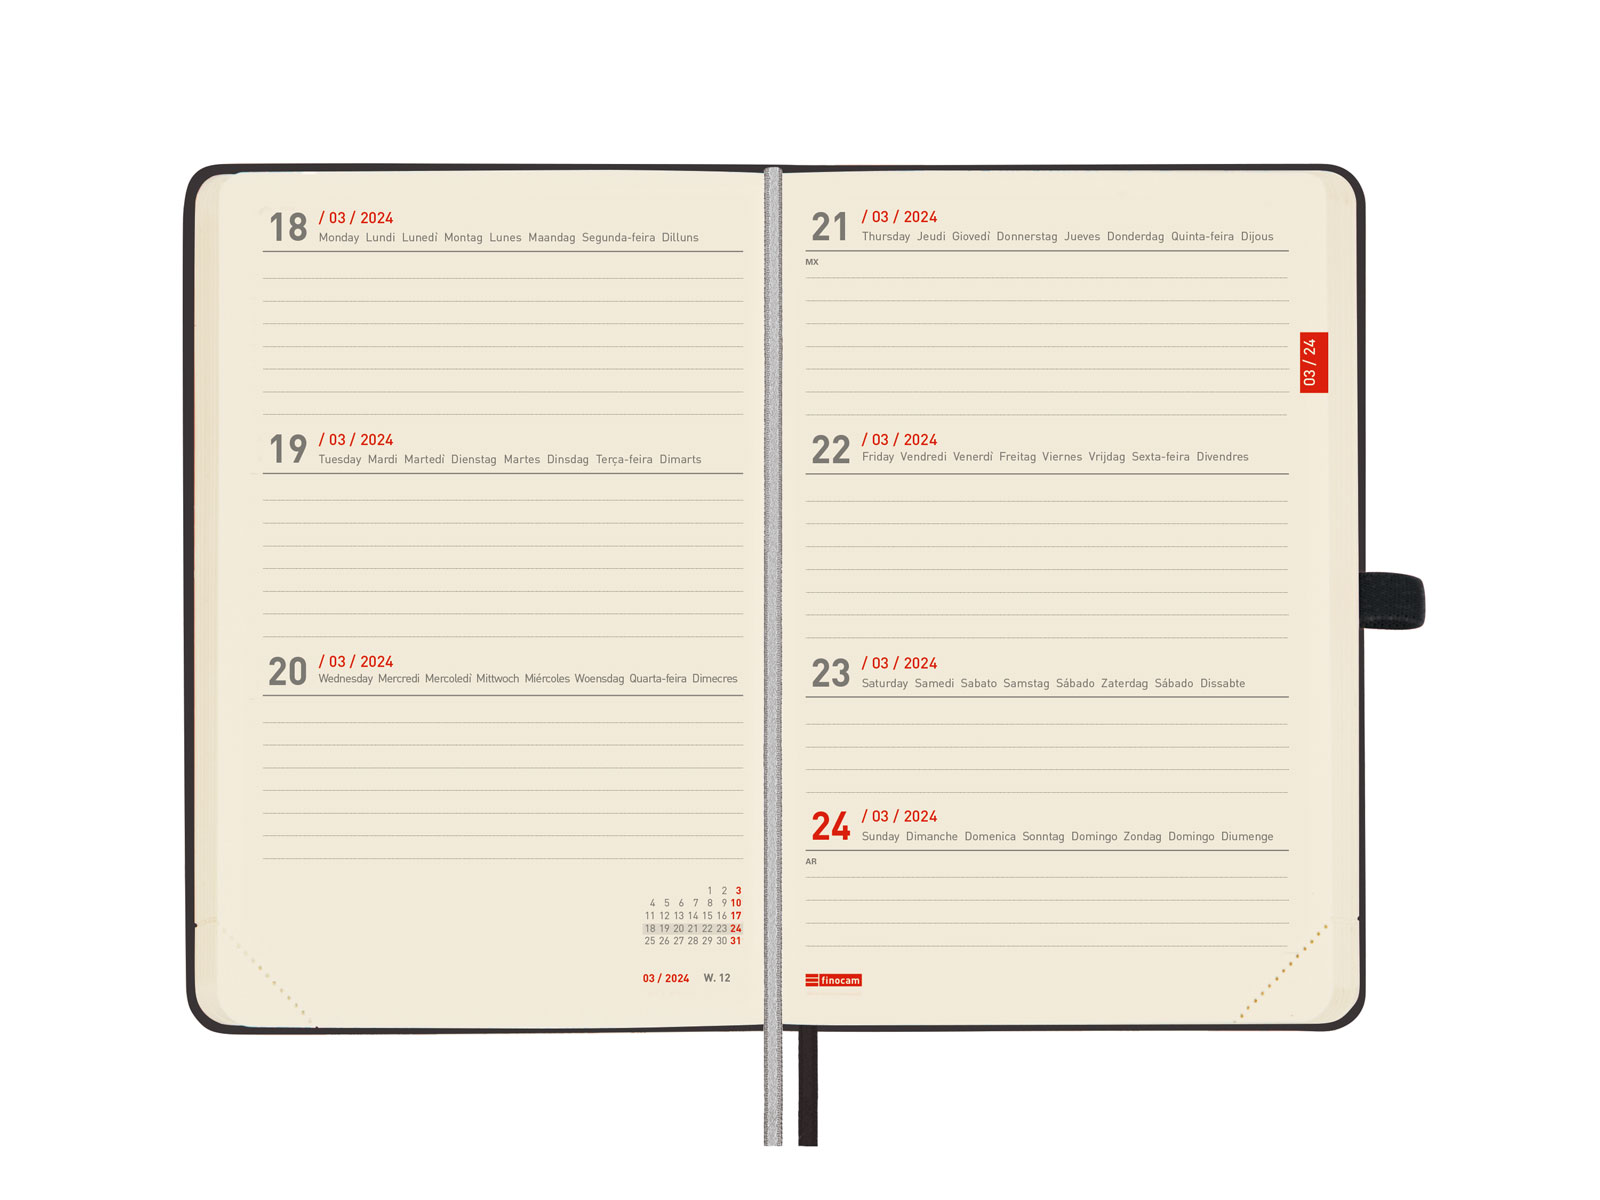 18 / 03 / 2024
Monday Lundi Lunedì Montag Lunes Maandag Segunda-feira Dilluns
19 / 03 / 2024
Tuesday Mardi Martedì Dienstag Martes Dinsdag Terça-feira Dimarts
20 / 03 / 2024
Wednesday Mercredi Mercoledì Mittwoch Miércoles Woensdag Quarta-feira Dimecres
1 2 3
4 5 6 7 8 9 10
11 12 13 14 15 16 17
18 19 20 21 22 23 24
25 26 27 28 29 30 31
03 / 2024 W. 12
21 / 03 / 2024
Thursday Jeudi Giovedì Donnerstag Jueves Donderdag Quinta-feira Dijous
MX
03 / 24
22 / 03 / 2024
Friday Vendredi Venerdì Freitag Viernes Vrijdag Sexta-feira Divendres
23 / 03 / 2024
Saturday Samedi Sabato Samstag Sábado Zaterdag Sábado Dissabte
24 / 03 / 2024
Sunday Dimanche Domenica Sonntag Domingo Zondag Domingo Diumenge
AR
finocam